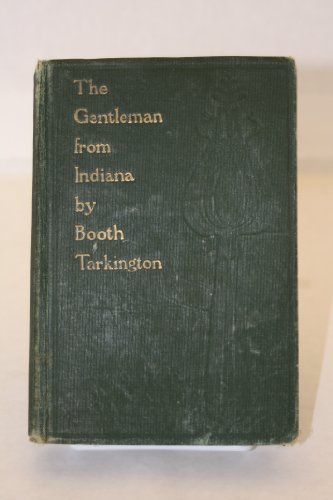 The
Gentleman
from
Indiana
by
Booth
Tarkington